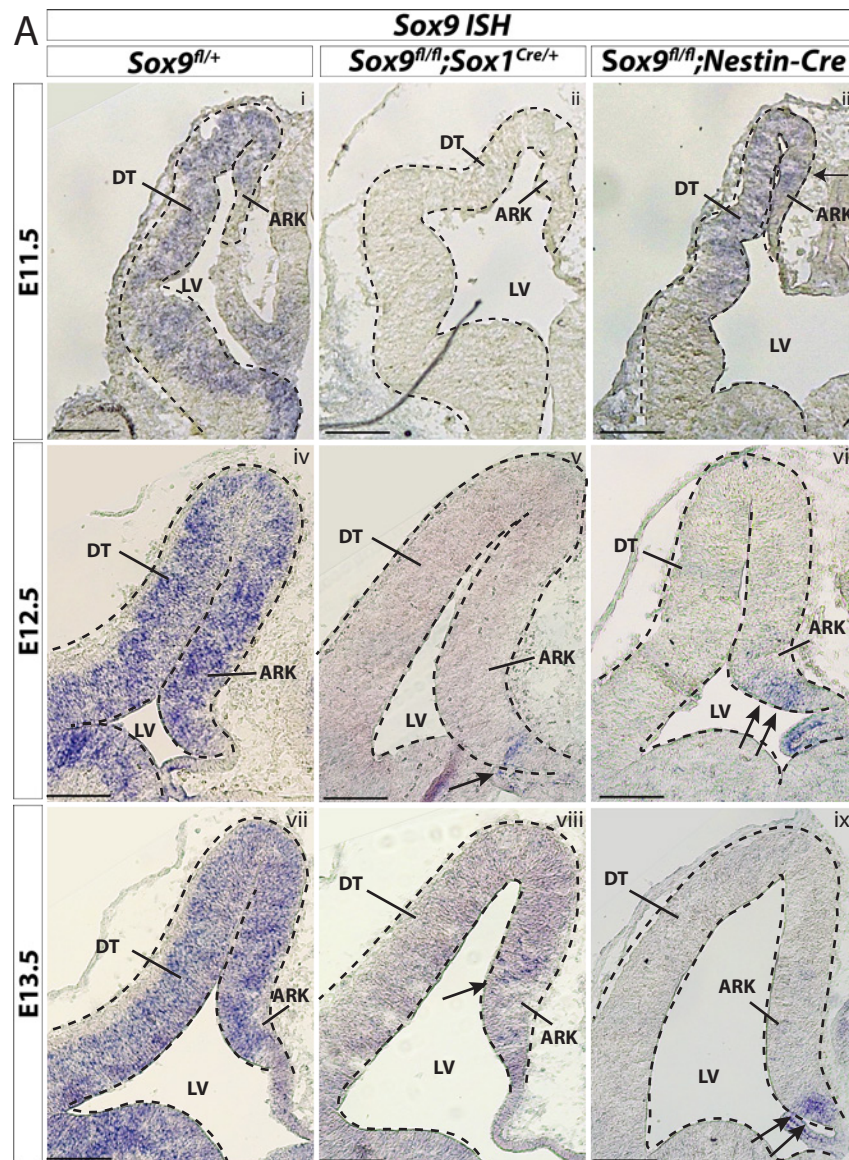 A
Sox9 ISH
Sox9fl/+
Sox9fl/fl;Sox1Cre/+
Sox9fl/fl;Nestin-Cre
E11.5
i
DT
ARK
LV
ii
DT
ARK
LV
ii
DT
ARK
LV
E12.5
iv
DT
ARK
LV
v
DT
ARK
LV
vi
DT
ARK
LV
E13.5
vii
DT
ARK
LV
viii
DT
ARK
LV
ix
DT
ARK
LV